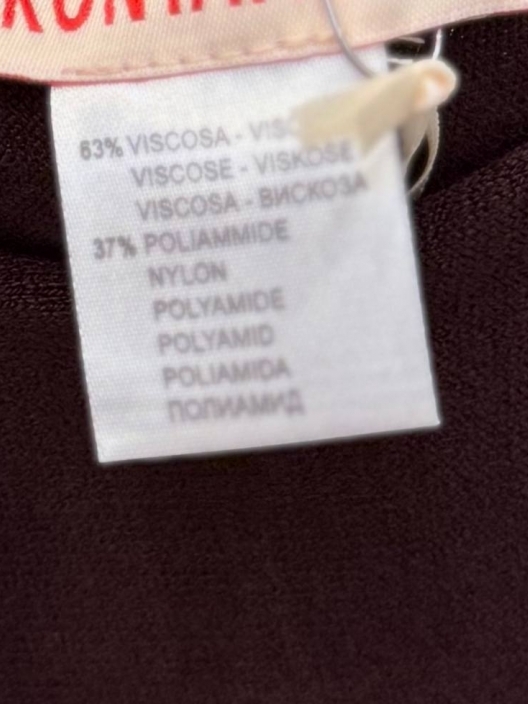 63% VISCOSA - VISC
VISCOSE - VISKOSE
VISCOSA - ВИСКОЗА
37% POLIAMMIDE
NYLON
POLYAMIDE
POLYAMID
POLIAMIDA
ПОЛИАМИД